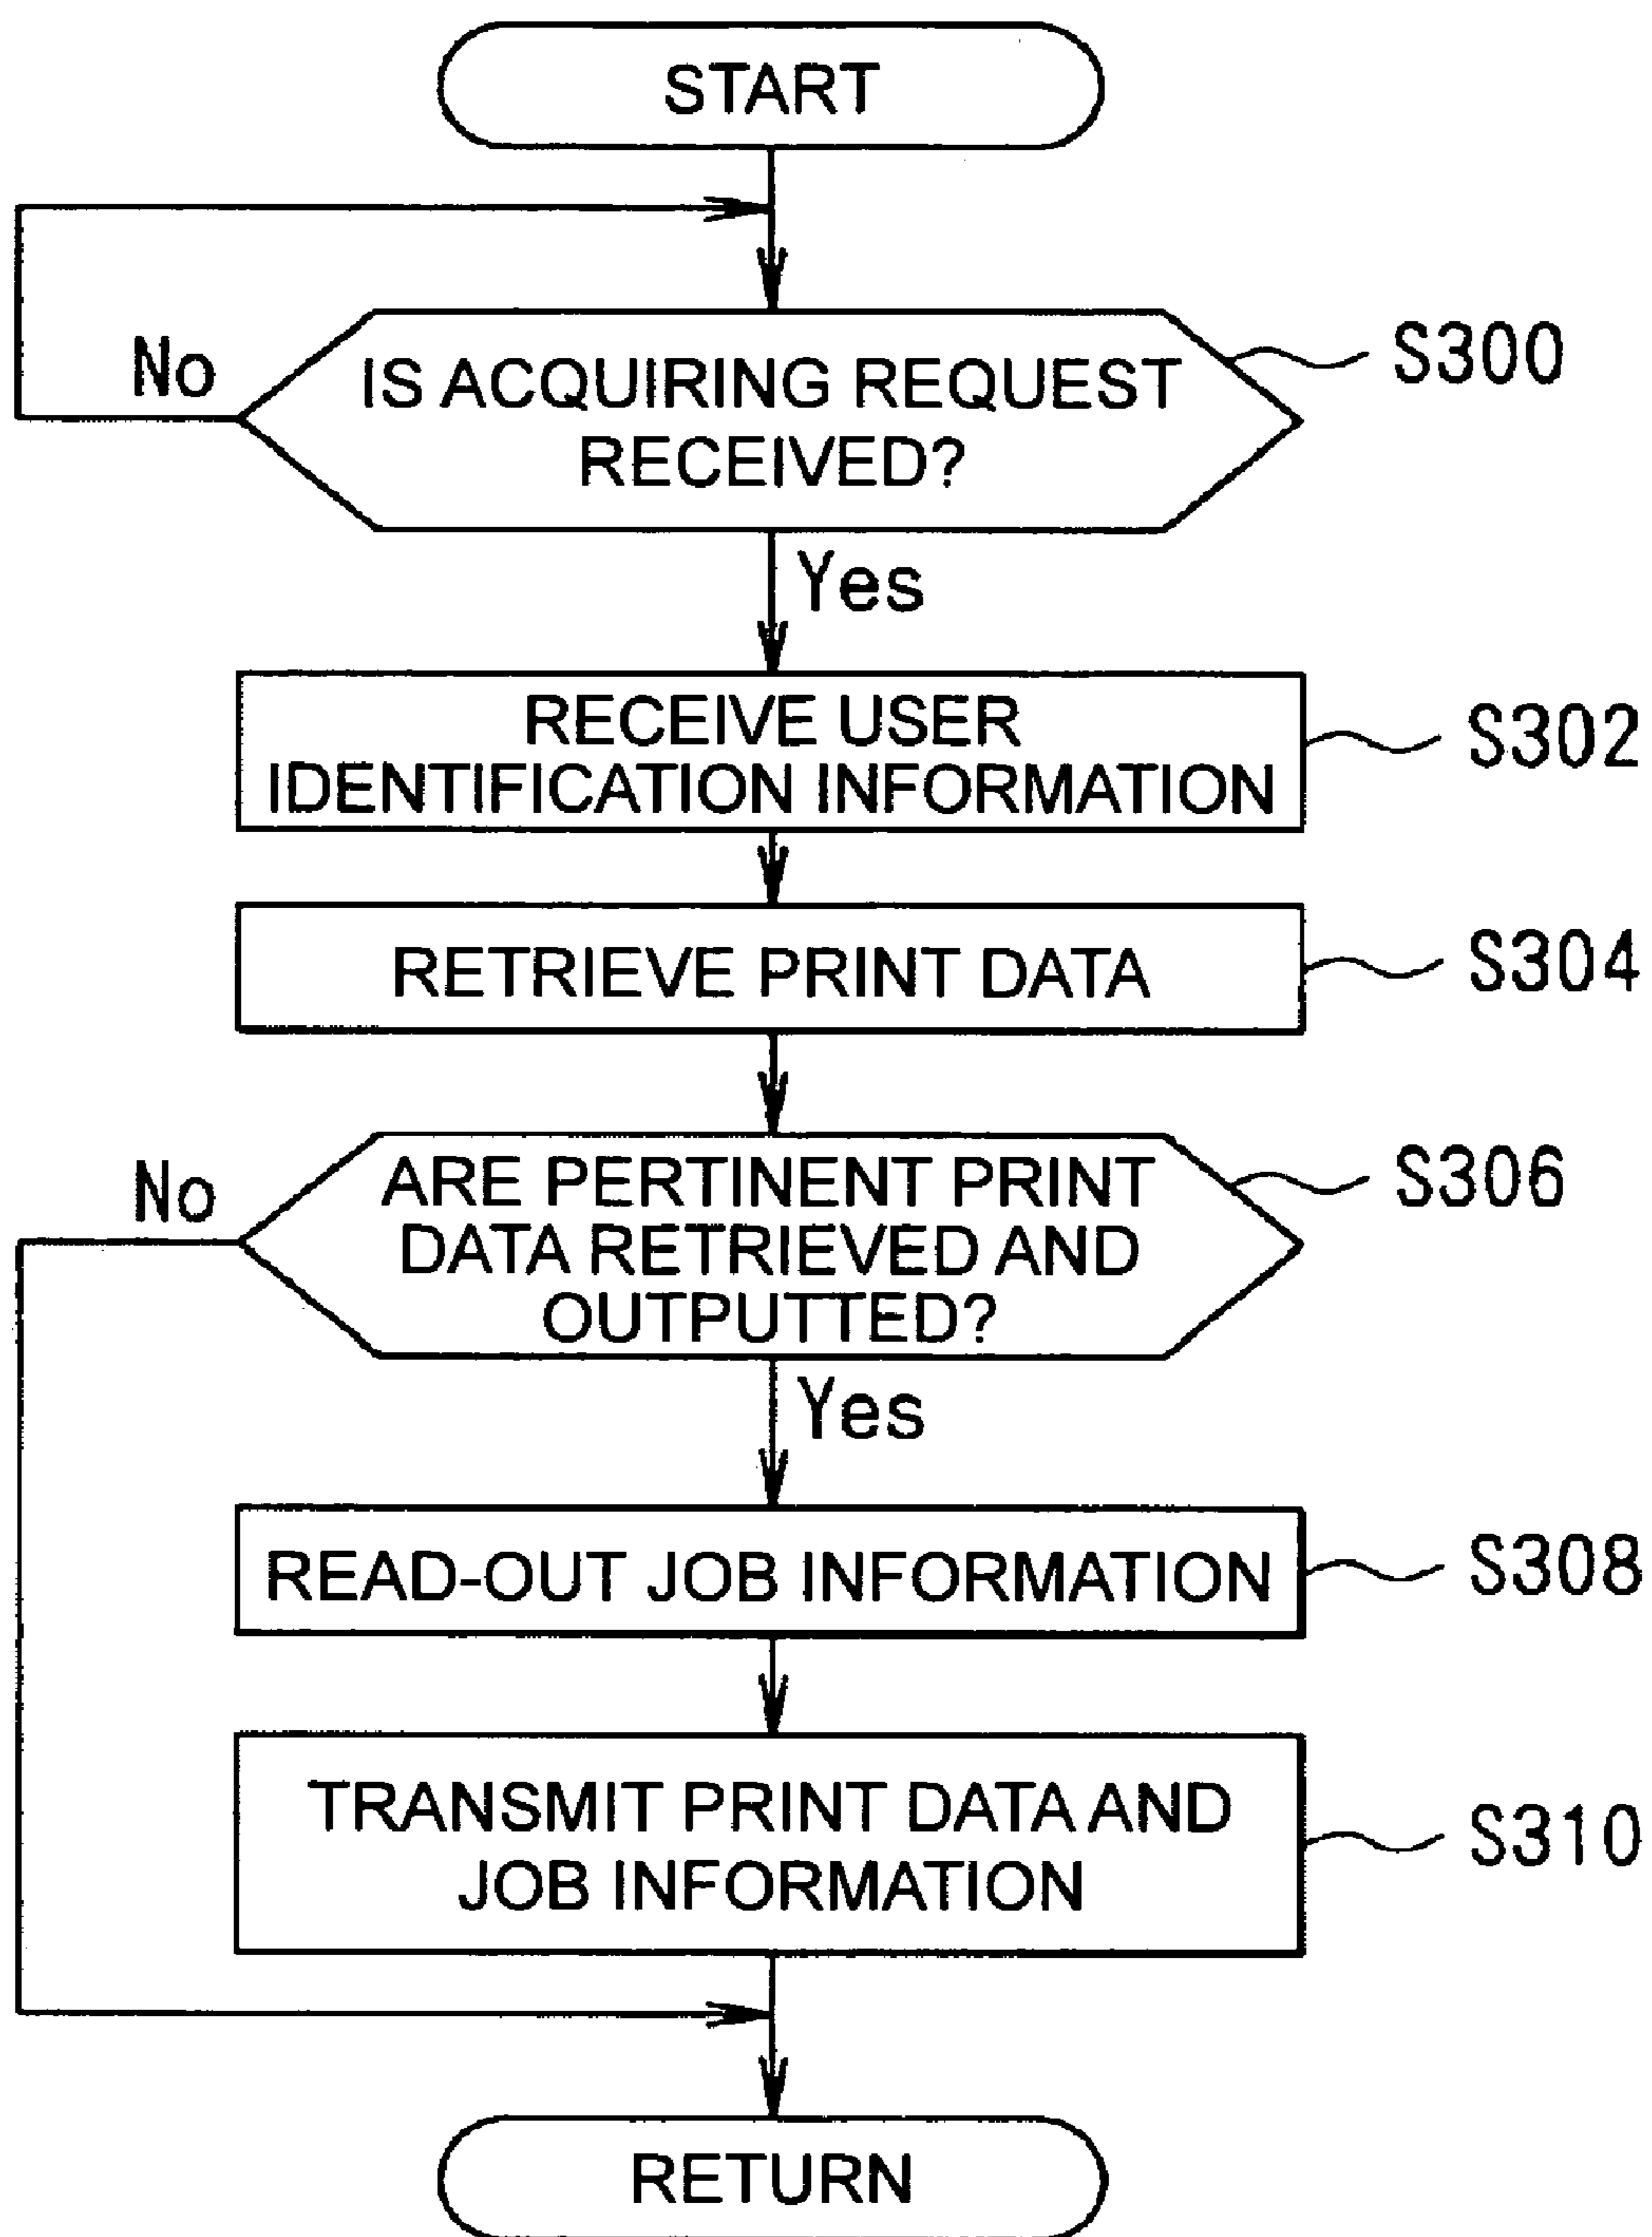 START
No
IS ACQUIRING REQUEST
RECEIVED?
S300
Yes
RECEIVE USER
IDENTIFICATION INFORMATION
S302
RETRIEVE PRINT DATA
S304
No
ARE PERTINENT PRINT
DATA RETRIEVED AND
OUTPUTTED?
S306
Yes
READ-OUT JOB INFORMATION
S308
TRANSMIT PRINT DATA AND
JOB INFORMATION
S310
RETURN